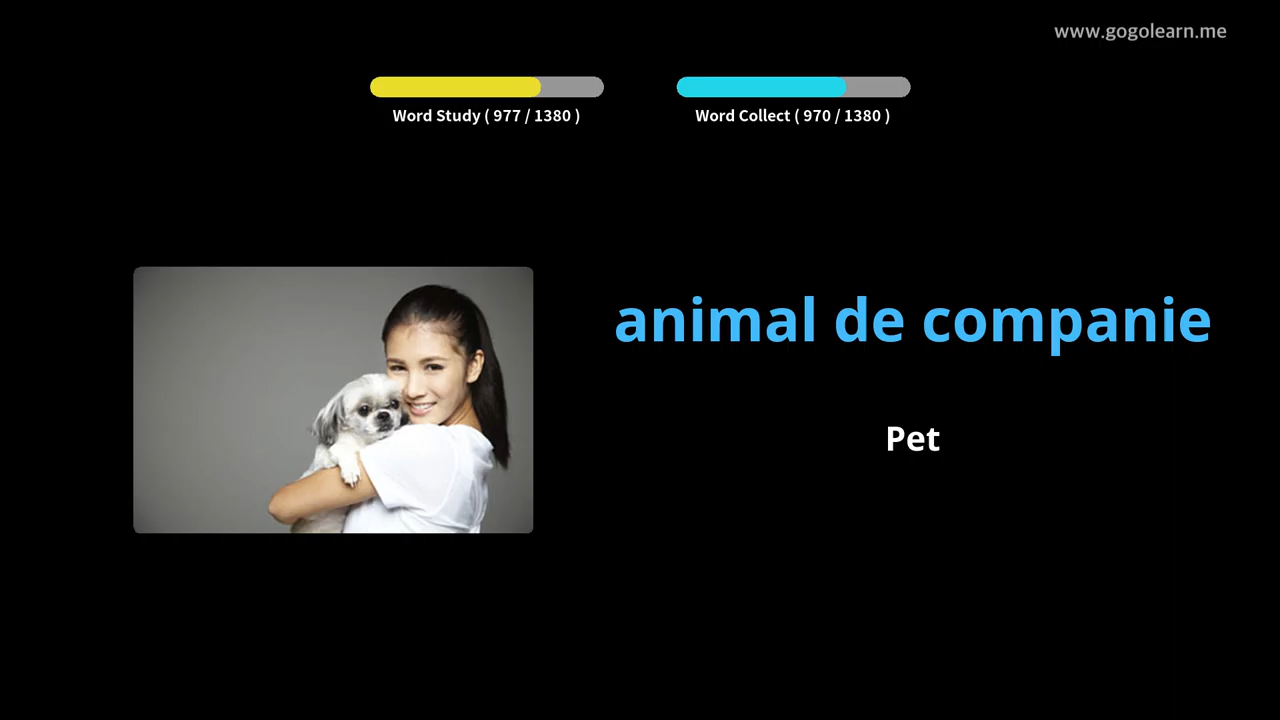 www.gogolearn.me
Word Study ( 977 / 1380 )
Word Collect ( 970 / 1380 )
animal de companie
Pet